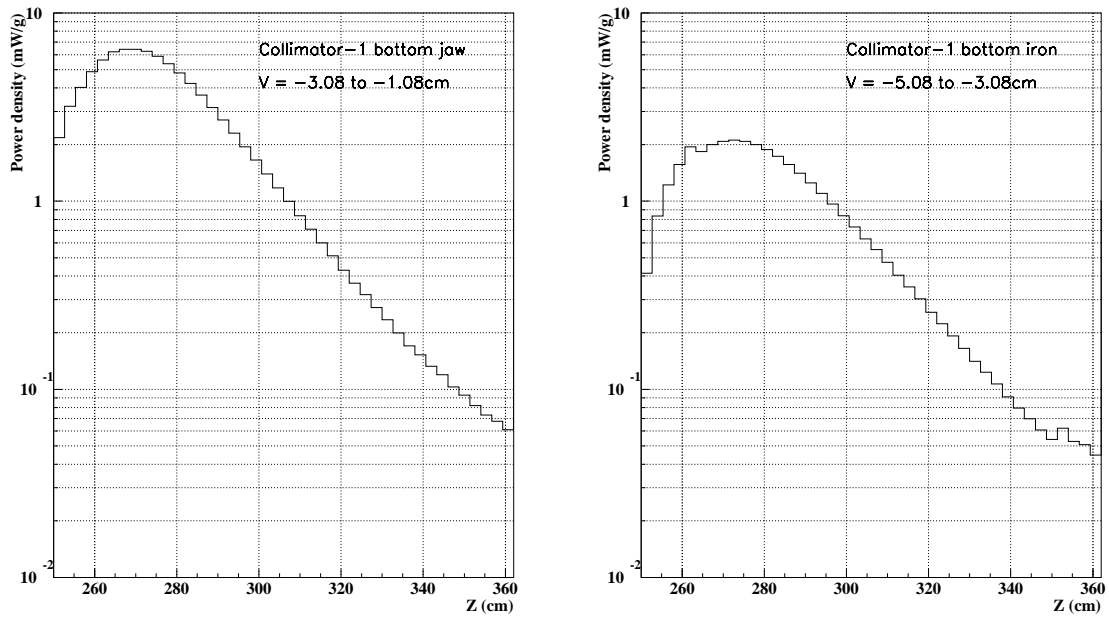 Power density (mW/g)
10
1
10 -1
10 -2
Collimator-1 bottom jaw
V = -3.08 to -1.08cm
260 280 300 320 340 360
Z (cm)
Power density (mW/g)
10
1
10 -1
10 -2
Collimator-1 bottom iron
V = -5.08 to -3.08cm
260 280 300 320 340 360
Z (cm)